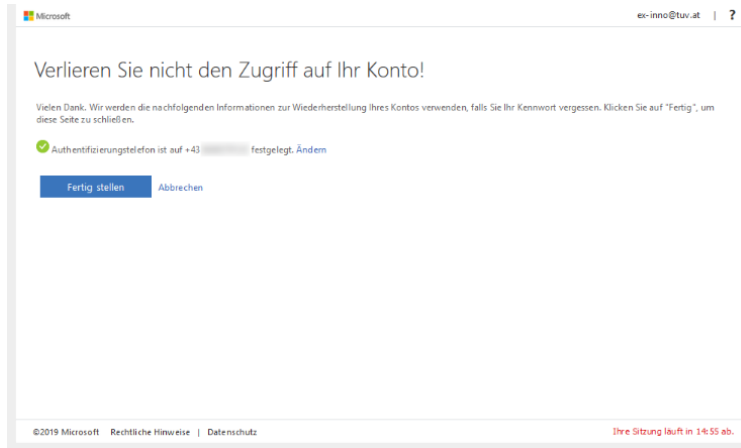 Microsoft
ex-inno@tuv.at | ?
Verlieren Sie nicht den Zugriff auf Ihr Konto!
Vielen Dank. Wir werden die nachfolgenden Informationen zur Wiederherstellung Ihres Kontos verwenden, falls Sie Ihr Kennwort vergessen. Klicken Sie auf "Fertig", um
diese Seite zu schließen.
Authentifizierungstelefon ist auf +43 festgelegt. Ändern
Fertig stellen Abbrechen
©2019 Microsoft Rechtliche Hinweise | Datenschutz
Ihre Sitzung läuft in 14:55 ab.